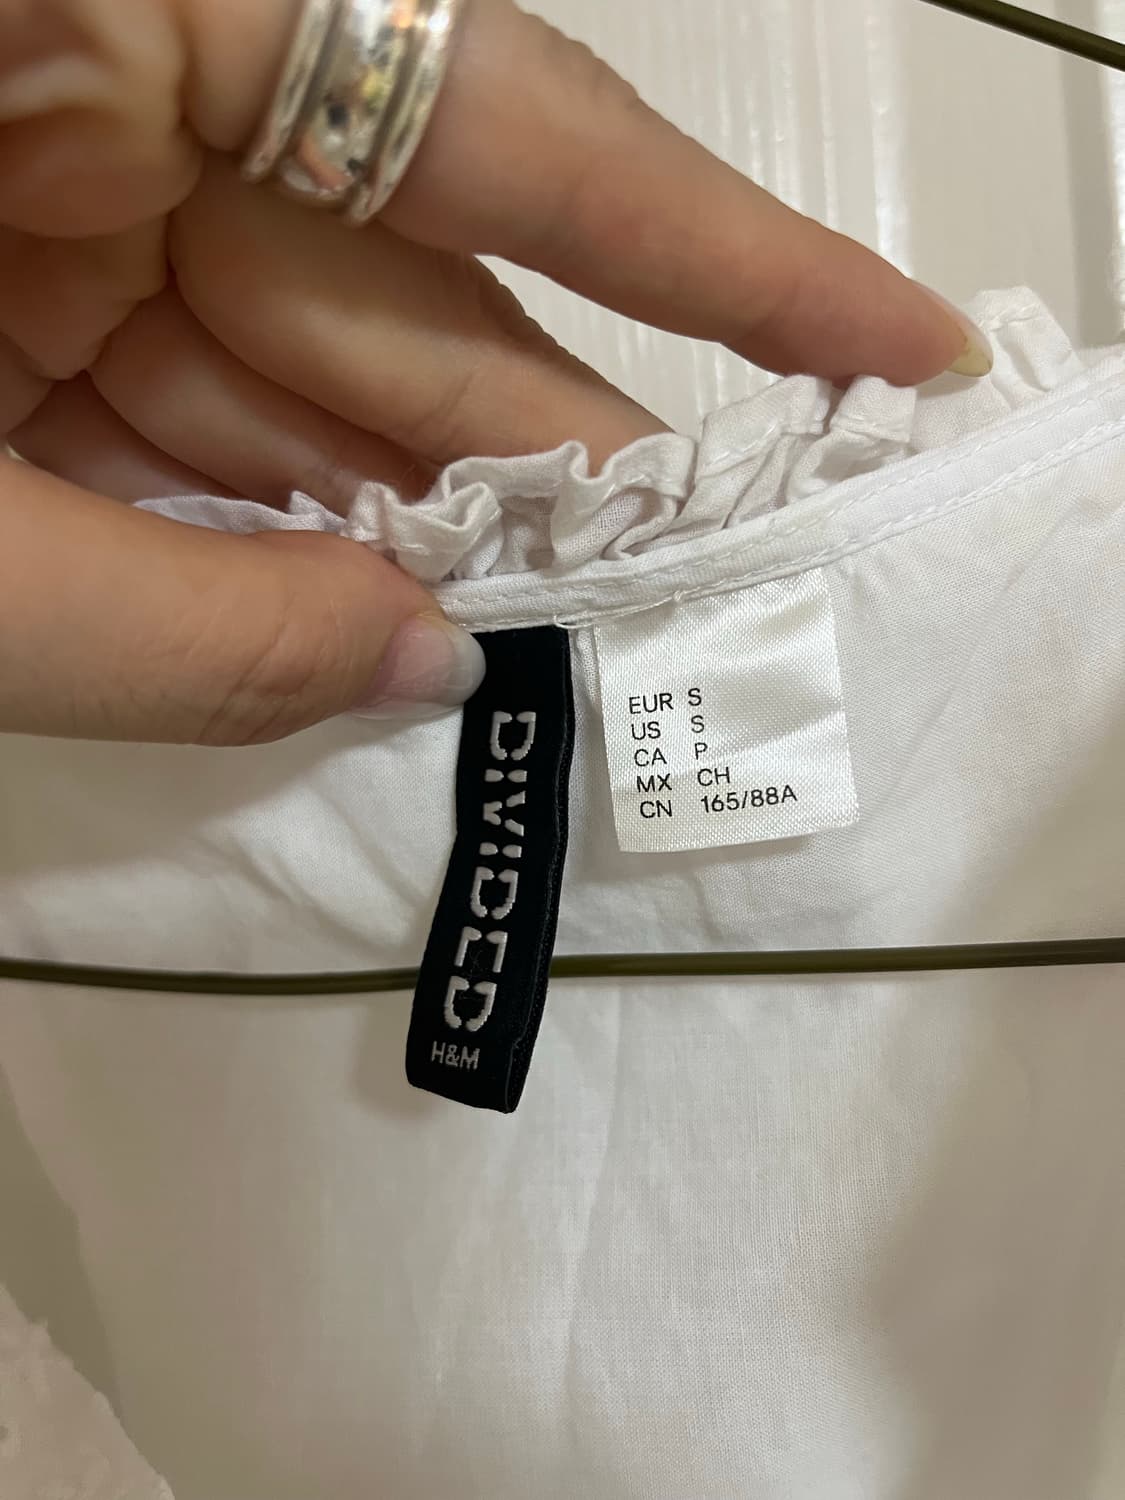 DIVIDED
H&M
EUR S
US S
CA P
MX CH
CN 165/88A